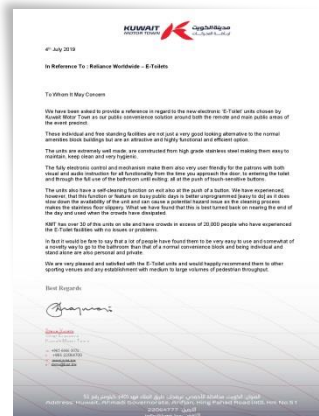 KUWAIT
MOTOR TOWN
مدينة الكويت
4th July 2019
In Reference To : Reliance Worldwide – E-Toilets
To Whom It May Concern
We have been asked to provide a reference in regard to the new electronic 'E-Toilet' units chosen by
Kuwait Motor Town as our public convenience solution around both the remote and main public areas of
the event precinct.
These individual and free standing facilities are not just a very good looking alternative to the normal
amenities block buildings but are an attractive and highly functional and efficient option.
The units are extremely well made, are constructed from high grade stainless steel making them easy to
maintain, keep clean and very hygienic.
The fully electronic control and mechanism make them also very user friendly for the patrons with both
visual and audio instruction for all functionality from the time you approach the door, to entering the toilet
and through the full use of the bathroom until exiting, all at the push of touch-sensitive buttons.
The units also have a self-cleaning function on exit also at the push of a button. We have experienced,
however, that this function or feature on busy public days is better unprogrammed (easy to do) as it does
slow down the availability of the unit and can cause a potential hazard issue as the cleaning process
makes the stainless floor slippery. What we have found that this is best turned back on nearing the end of
the day and used when the crowds have dissipated.
KMT has over 30 of the units on site and have crowds in excess of 20,000 people who have experienced
the E-Toilet facilities with no issues or problems.
In fact it would be fare to say that a lot of people have found them to be very easy to use and somewhat of
a novelty way to go to the bathroom than that of a normal convenience block and being individual and
stand alone are also personal and private.
We are very pleased and satisfied with the E-Toilet units and would happily recommend them to other
sporting venues and any establishment with medium to large volumes of pedestrian throughput.
Best Regards